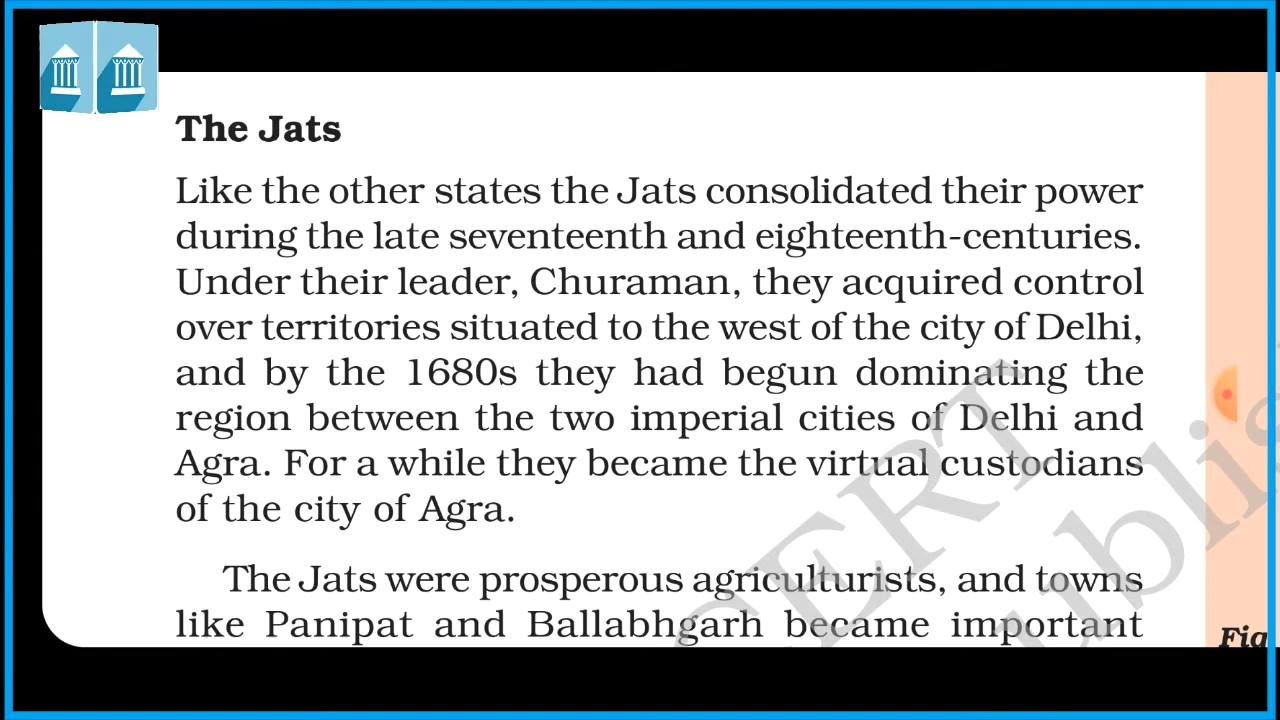 The Jats
Like the other states the Jats consolidated their power
during the late seventeenth and eighteenth-centuries.
Under their leader, Churaman, they acquired control
over territories situated to the west of the city of Delhi,
and by the 1680s they had begun dominating the
region between the two imperial cities of Delhi and
Agra. For a while they became the virtual custodians
of the city of Agra.
The Jats were prosperous agriculturists, and towns
like Panipat and Ballabhgarh became important